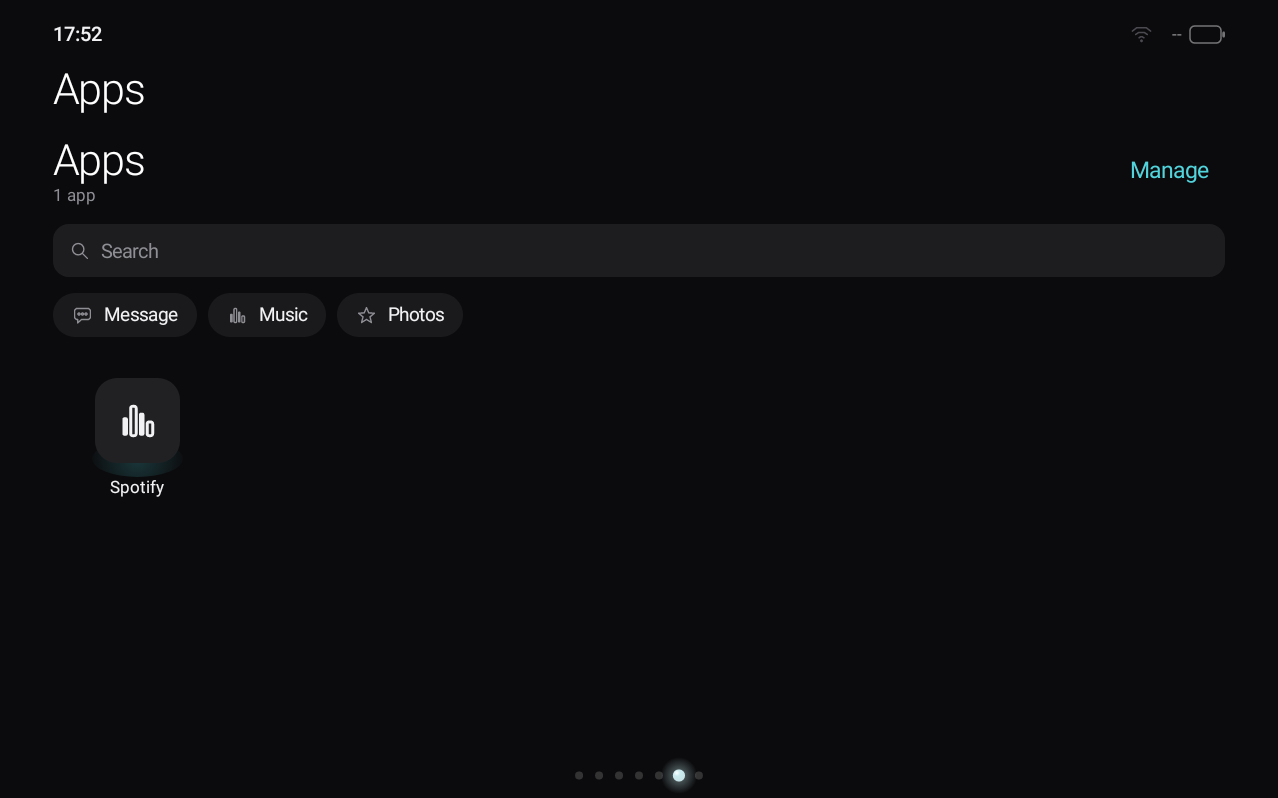 17:52
--
Apps
Apps
Manage
1 app
Search
Message
Music
Photos
Spotify